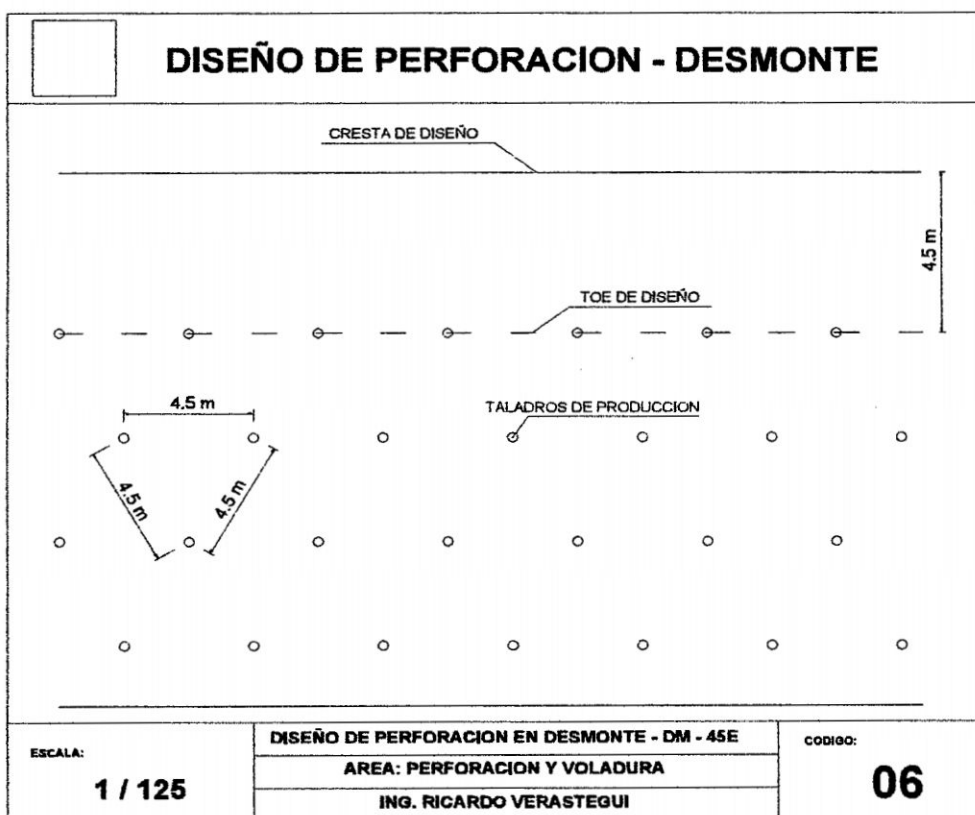 DISEÑO DE PERFORACION - DESMONTE
CRESTA DE DISEÑO
4.5 m
TOE DE DISEÑO
4.5 m
TALADROS DE PRODUCCION
4.5 m
4.5 m
ESCALA:
1 / 125
DISEÑO DE PERFORACION EN DESMONTE - DM - 45E
AREA: PERFORACION Y VOLADURA
ING. RICARDO VERASTEGUI
CODIGO:
06